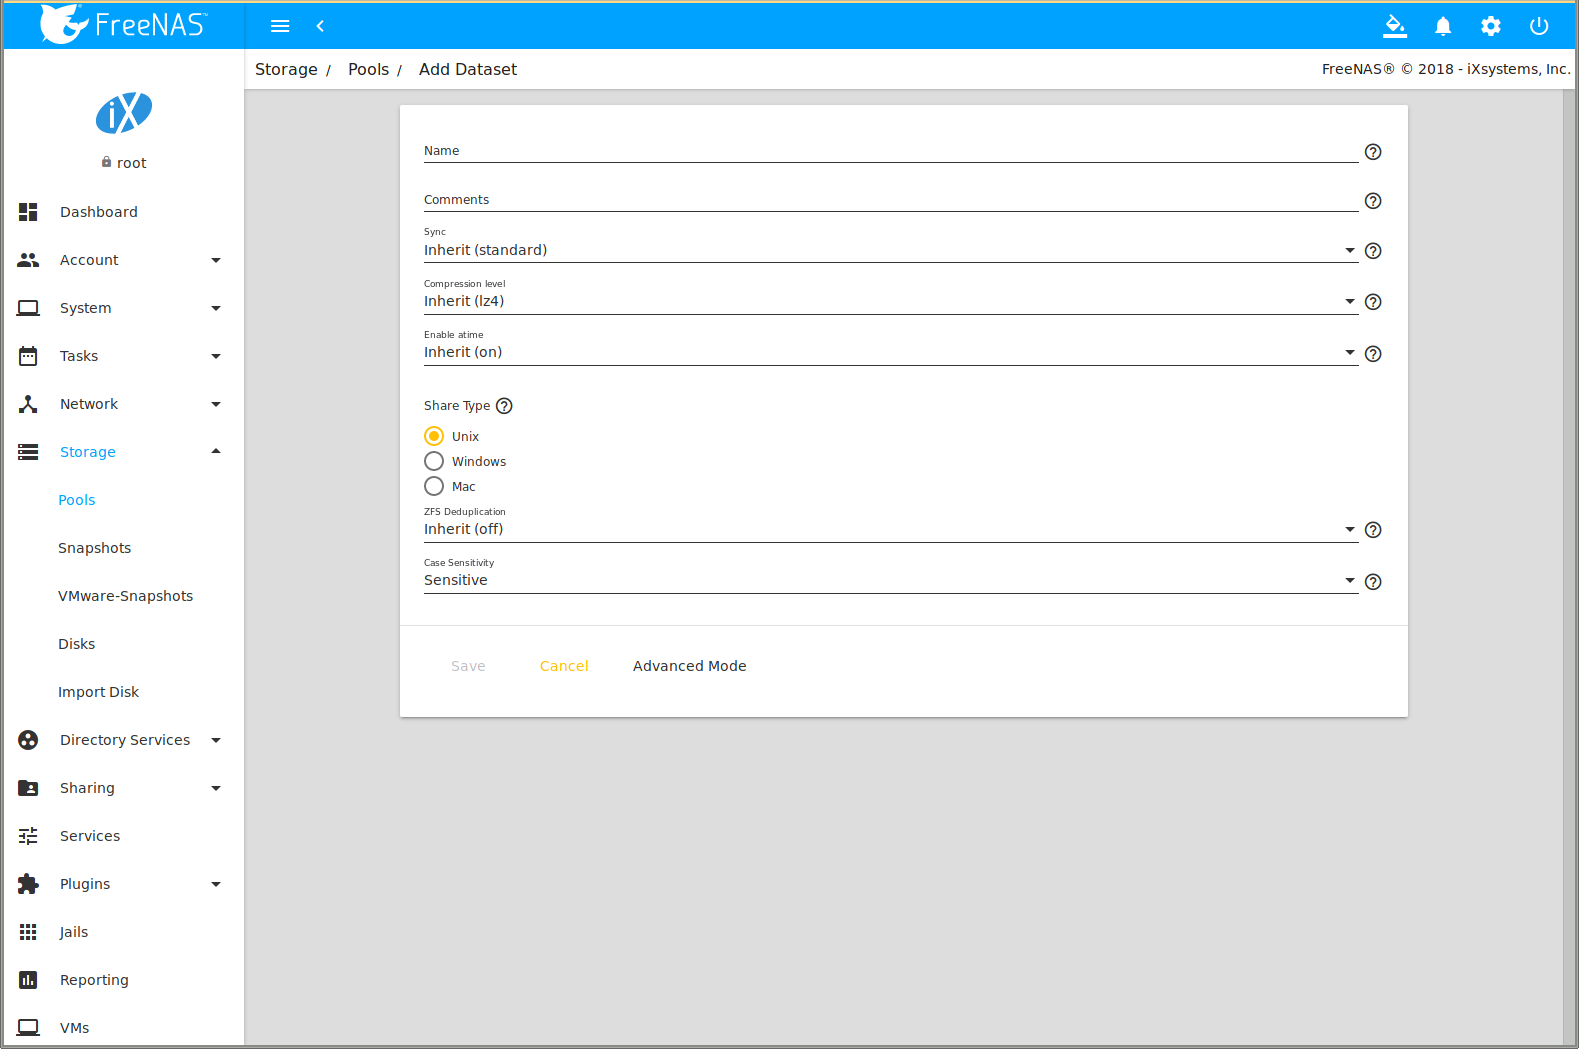 FreeNAS™
Storage / Pools / Add Dataset
FreeNAS® © 2018 - iXsystems, Inc.
iX
root
Dashboard
Account
System
Tasks
Network
Storage
Pools
Snapshots
VMware-Snapshots
Disks
Import Disk
Directory Services
Sharing
Services
Plugins
Jails
Reporting
VMs
Name
Comments
Sync
Inherit (standard)
Compression level
Inherit (lz4)
Enable atime
Inherit (on)
Share Type
Unix
Windows
Mac
ZFS Deduplication
Inherit (off)
Case Sensitivity
Sensitive
Save Cancel Advanced Mode